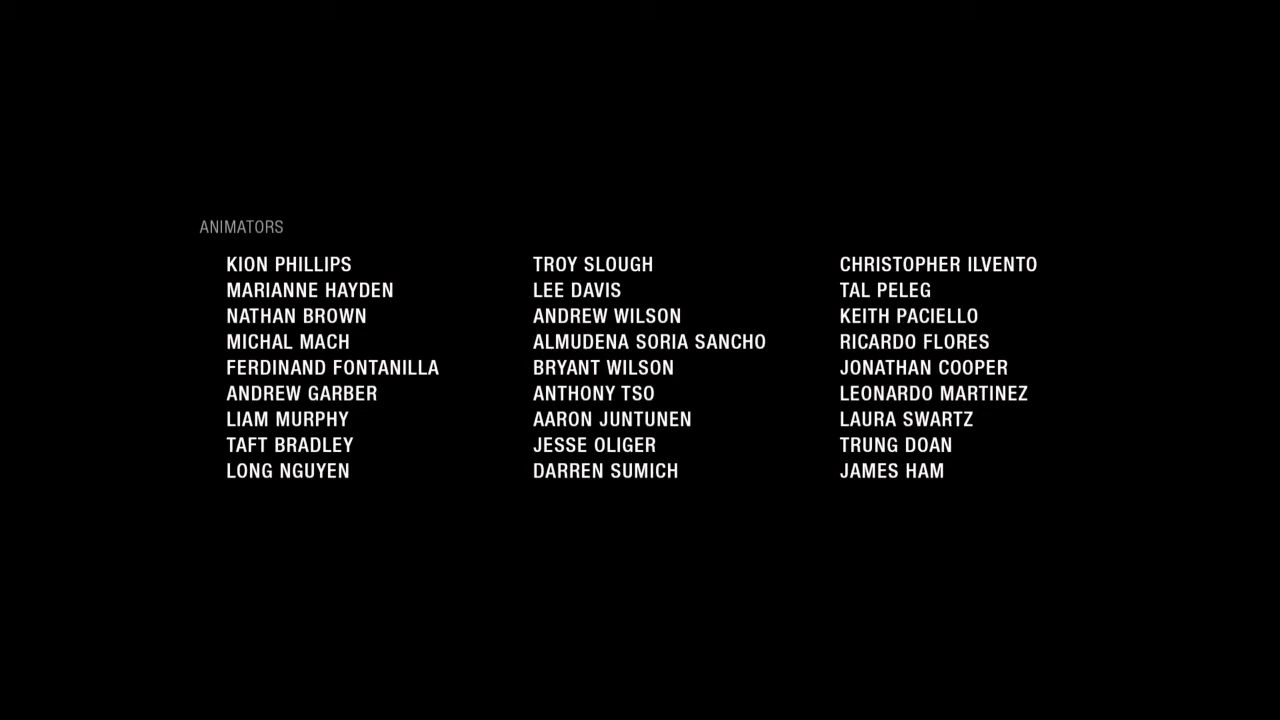 ANIMATORS
KION PHILLIPS
MARIANNE HAYDEN
NATHAN BROWN
MICHAL MACH
FERDINAND FONTANILLA
ANDREW GARBER
LIAM MURPHY
TAFT BRADLEY
LONG NGUYEN
TROY SLOUGH
LEE DAVIS
ANDREW WILSON
ALMUDENA SORIA SANCHO
BRYANT WILSON
ANTHONY TSO
AARON JUNTUNEN
JESSE OLIGER
DARREN SUMICH
CHRISTOPHER ILVENTO
TAL PELEG
KEITH PACIELLO
RICARDO FLORES
JONATHAN COOPER
LEONARDO MARTINEZ
LAURA SWARTZ
TRUNG DOAN
JAMES HAM